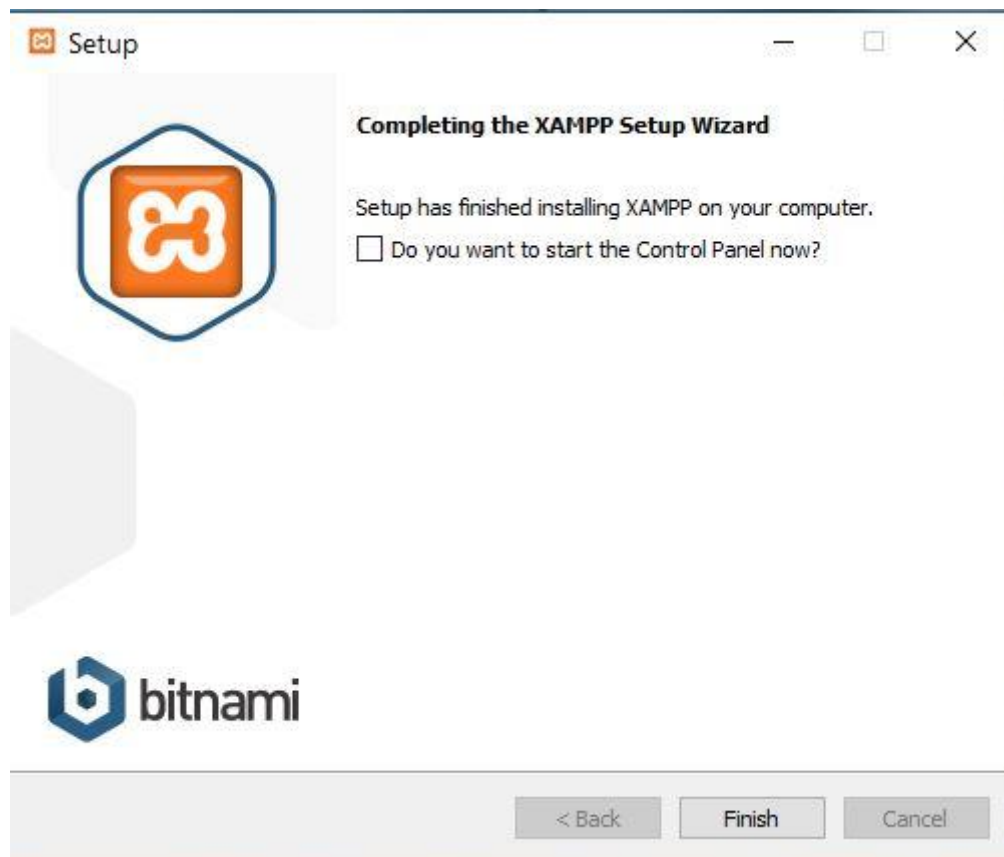 Setup
Completing the XAMPP Setup Wizard
Setup has finished installing XAMPP on your computer.
Do you want to start the Control Panel now?
bitnami
< Back
Finish
Cancel